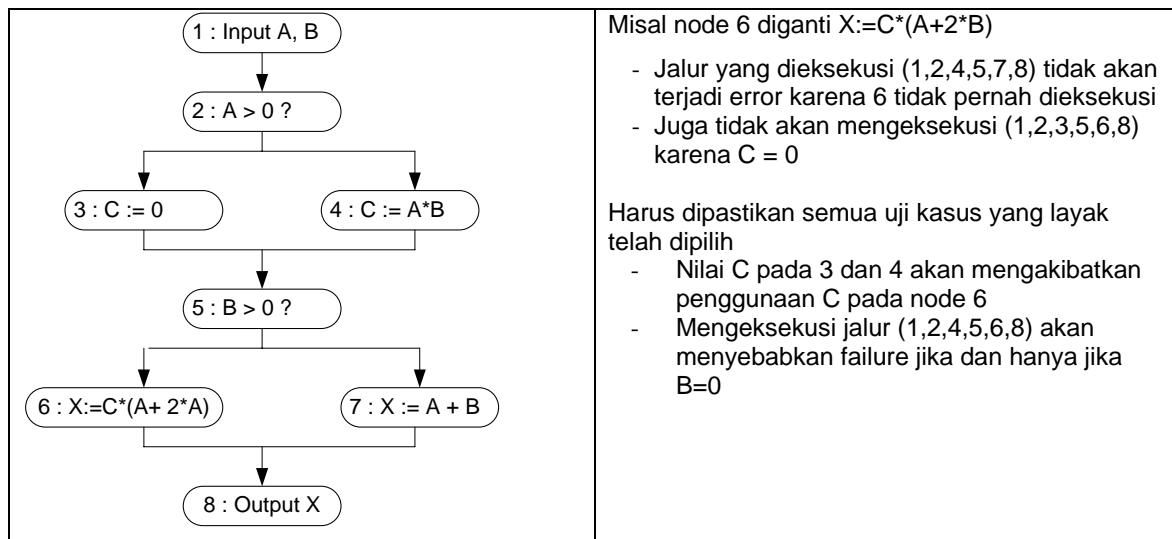 1 : Input A, B
2 : A > 0 ?
3 : C := 0
4 : C := A*B
5 : B > 0 ?
6 : X:=C*(A+ 2*A)
7 : X := A + B
8 : Output X
Misal node 6 diganti X:=C*(A+2*B)
- Jalur yang dieksekusi (1,2,4,5,7,8) tidak akan
terjadi error karena 6 tidak pernah dieksekusi
- Juga tidak akan mengeksekusi (1,2,3,5,6,8)
karena C = 0
Harus dipastikan semua uji kasus yang layak
telah dipilih
- Nilai C pada 3 dan 4 akan mengakibatkan
penggunaan C pada node 6
- Mengeksekusi jalur (1,2,4,5,6,8) akan
menyebabkan failure jika dan hanya jika
B=0